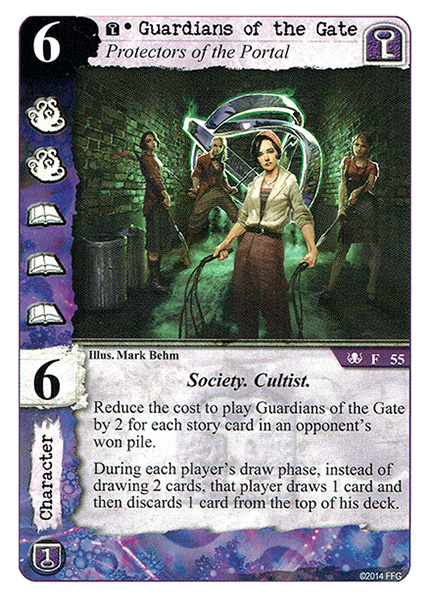 6
• Guardians of the Gate
Protectors of the Portal
Illus. Mark Behm
F 55
6
Society. Cultist.
Reduce the cost to play Guardians of the Gate
by 2 for each story card in an opponent's
won pile.
During each player's draw phase, instead of
drawing 2 cards, that player draws 1 card and
then discards 1 card from the top of his deck.
Character
1
©2014 FFG